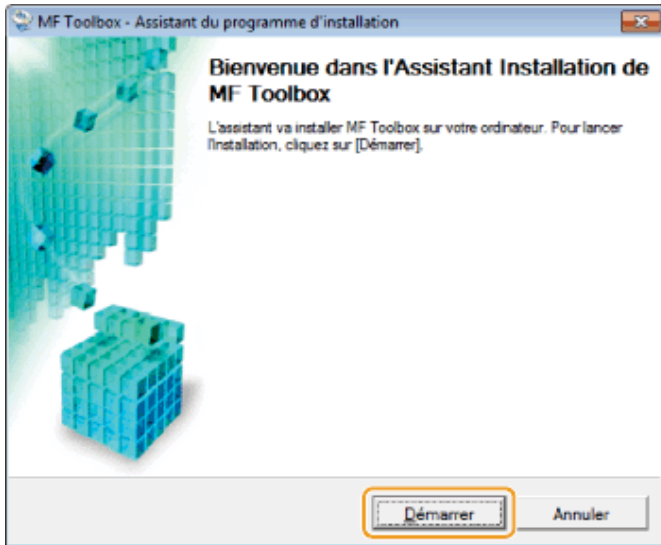 MF Toolbox - Assistant du programme d'installation
Bienvenue dans l'Assistant Installation de
MF Toolbox
L'assistant va installer MF Toolbox sur votre ordinateur. Pour lancer
l'Installation, cliquez sur [Démarrer].
Démarrer
Annuler